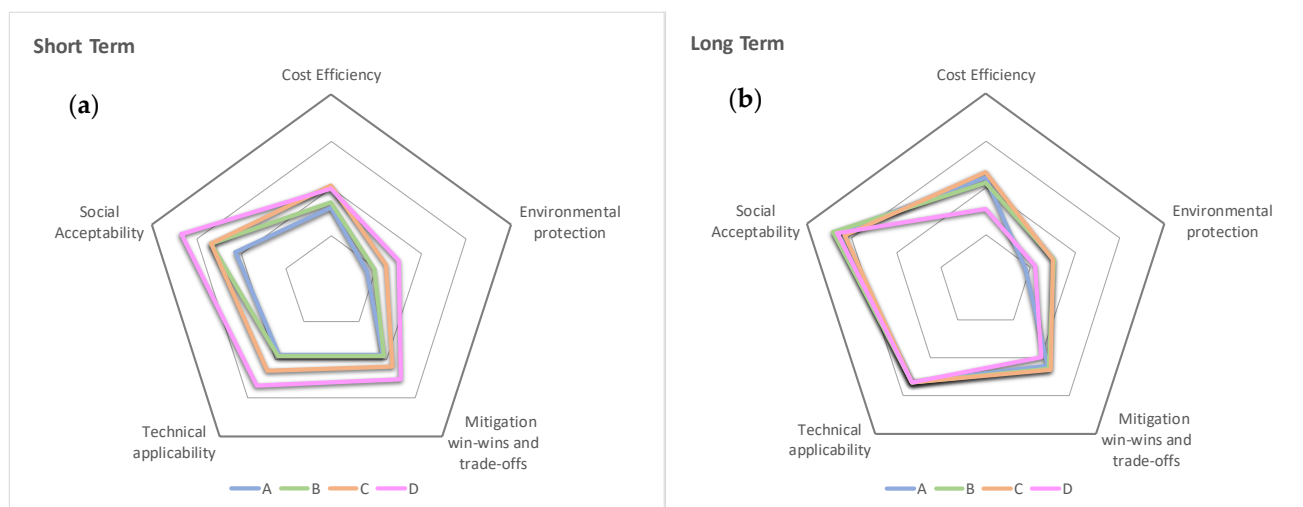 Short Term
(a)
Cost Efficiency
Social
Acceptability
Environmental
protection
Technical
applicability
Mitigation
win-wins and
trade-offs
A B C D
Long Term
(b)
Cost Efficiency
Social
Acceptability
Environmental
protection
Technical
applicability
Mitigation
win-wins and
trade-offs
A B C D